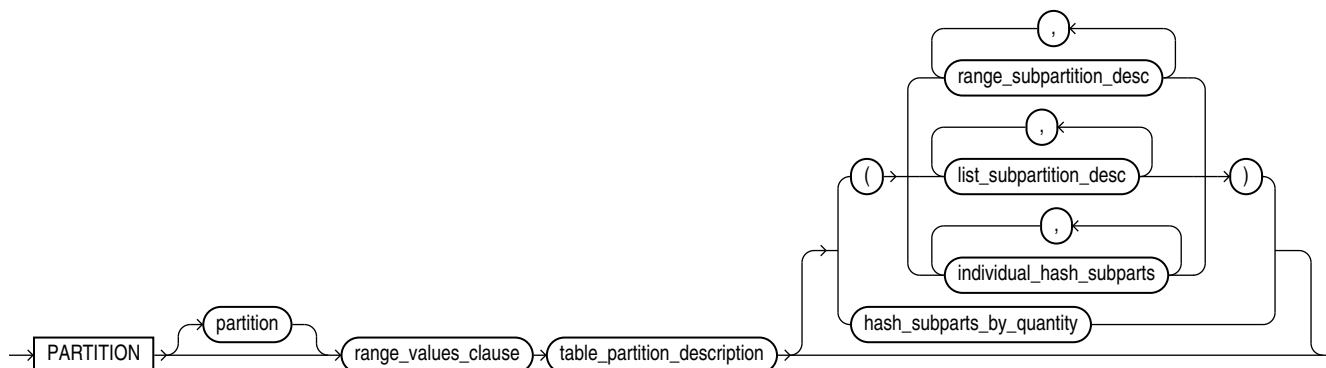 ,
range_subpartition_desc
,
( list_subpartition_desc )
,
individual_hash_subparts
partition hash_subparts_by_quantity
PARTITION range_values_clause table_partition_description